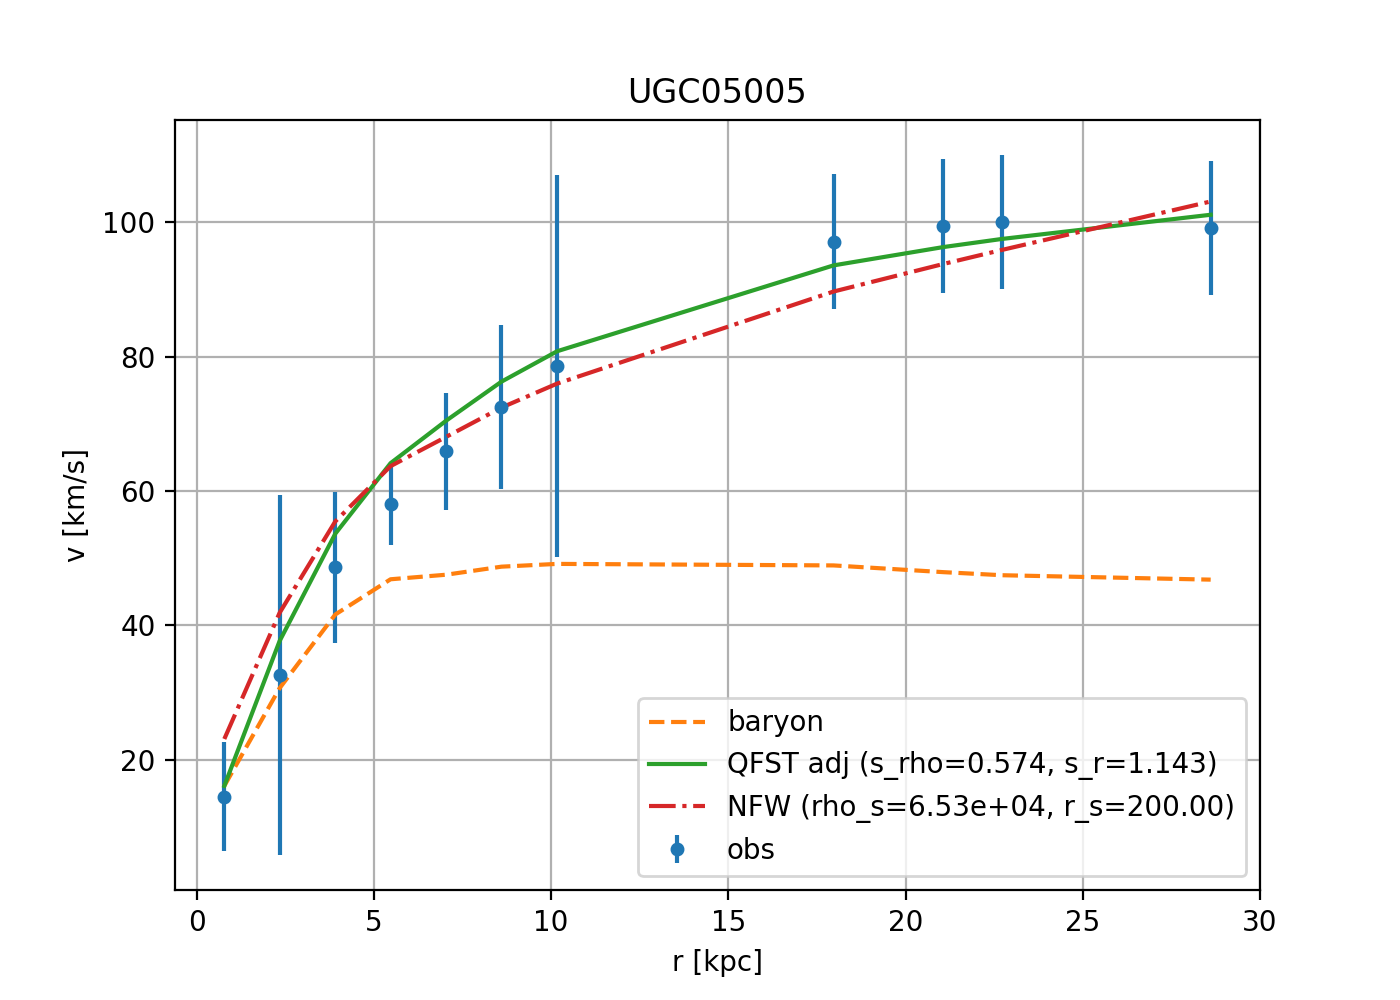 UGC05005
v [km/s]
100
80
60
40
20
baryon
QFST adj (s_rho=0.574, s_r=1.143)
NFW (rho_s=6.53e+04, r_s=200.00)
obs
0 5 10 15 20 25 30
r [kpc]